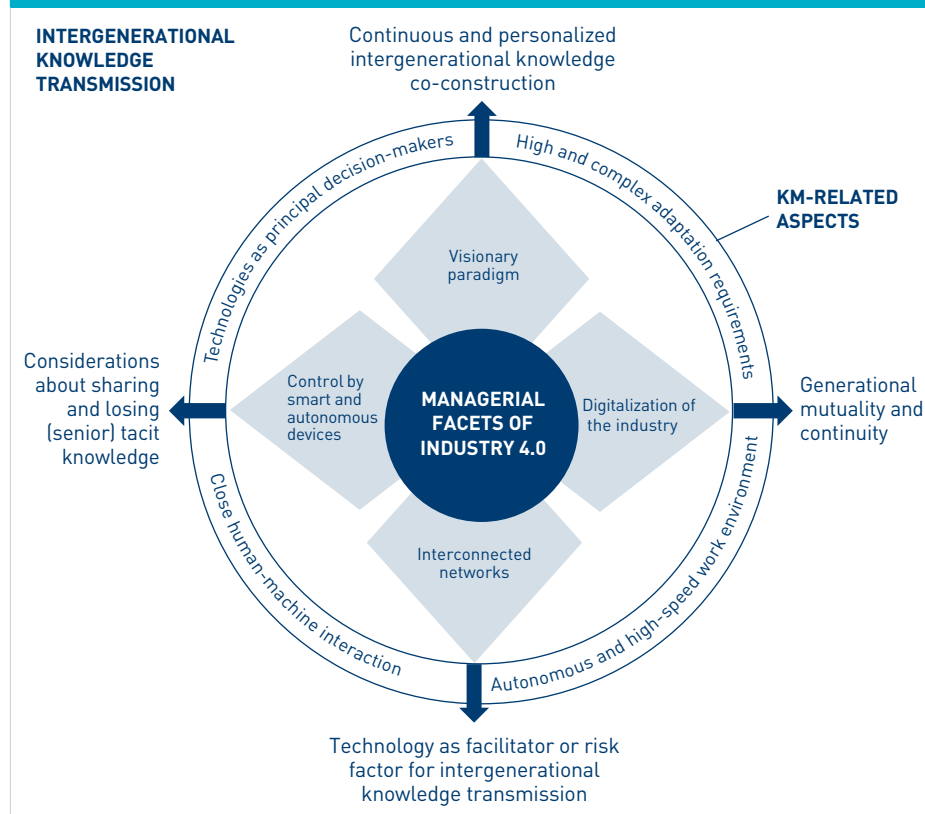 INTERGENERATIONAL
KNOWLEDGE
TRANSMISSION
Continuous and personalized
intergenerational knowledge
co-construction
Technologies as principal decision-makers
High and complex adaptation requirements
KM-RELATED
ASPECTS
Visionary
paradigm
Considerations
about sharing
and losing
(senior) tacit
knowledge
Control by
smart and
autonomous
devices
MANAGERIAL
FACETS OF
INDUSTRY 4.0
Digitalization of
the industry
Generational
mutuality and
continuity
Interconnected
networks
Close human-machine interaction
Autonomous and high-speed work environment
Technology as facilitator or risk
factor for intergenerational
knowledge transmission